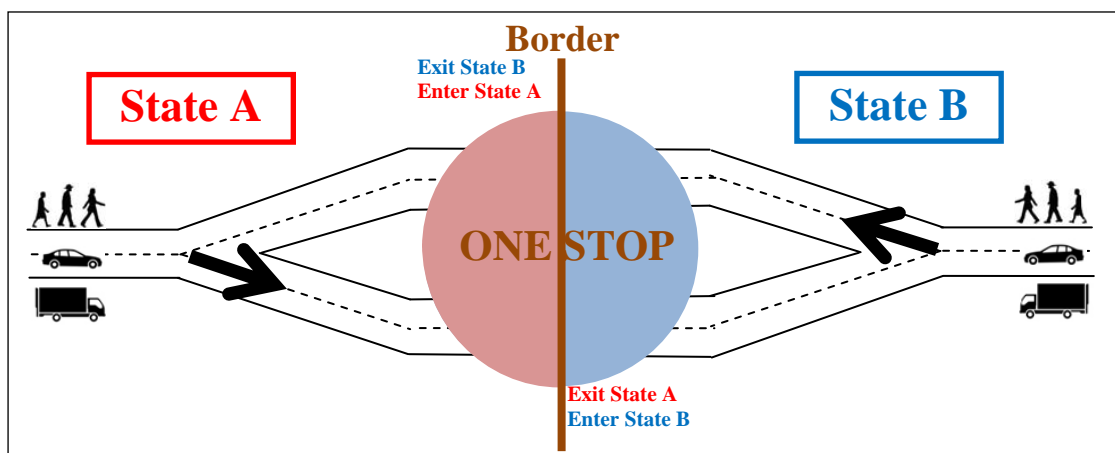 Border
Exit State B
Enter State A
State A
State B
ONE STOP
Exit State A
Enter State B